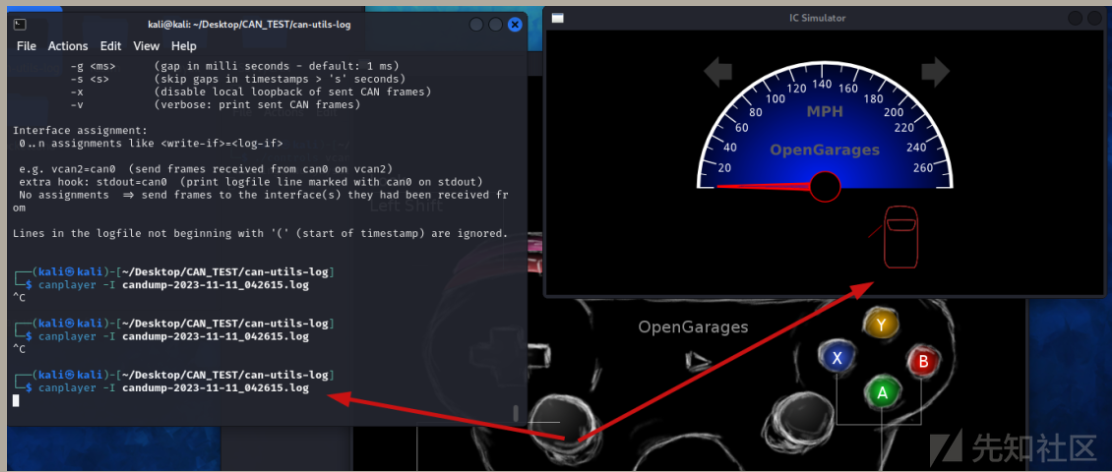 kali@kali: ~/Desktop/CAN_TEST/can-utils-log
File Actions Edit View Help
-g <ms> (gap in milli seconds - default: 1 ms)
-s <s> (skip gaps in timestamps > 's' seconds)
-x (disable local loopback of sent CAN frames)
-v (verbose: print sent CAN frames)
Interface assignment:
0..n assignments like <write-if>=<log-if>
e.g. vcan2=can0 (send frames received from can0 on vcan2)
extra hook: stdout=can0 (print logfile line marked with can0 on stdout)
No assignments ⇒ send frames to the interface(s) they had been received fr
om
Lines in the logfile not beginning with '(' (start of timestamp) are ignored.
┌──(kali㉿kali)-[~/Desktop/CAN_TEST/can-utils-log]
└─$ canplayer -I candump-2023-11-11_042615.log
^C
┌──(kali㉿kali)-[~/Desktop/CAN_TEST/can-utils-log]
└─$ canplayer -I candump-2023-11-11_042615.log
^C
┌──(kali㉿kali)-[~/Desktop/CAN_TEST/can-utils-log]
└─$ canplayer -I candump-2023-11-11_042615.log
Left Shift
IC Simulator
20 40 60 80 100 120 140 160 180 200 220 240 260
MPH
OpenGarages
OpenGarages
Y
X
B
A
先知社区